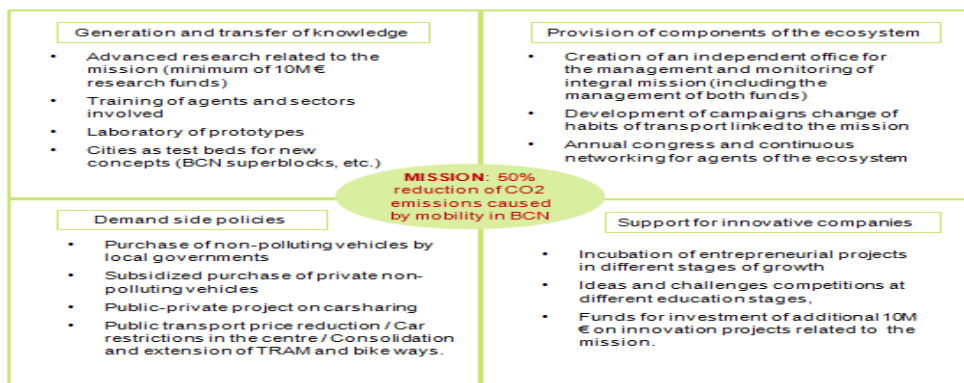 Generation and transfer of knowledge
• Advanced research related to the
mission (minimum of 10M €
research funds)
• Training of agents and sectors
involved
• Laboratory of prototypes
• Cities as test beds for new
concepts (BCN superblocks, etc.)
Provision of components of the ecosystem
• Creation of an independent office for
the management and monitoring of
integral mission (including the
management of both funds)
• Development of campaigns change of
habits of transport linked to the mission
• Annual congress and continuous
networking for agents of the ecosystem
MISSION: 50%
reduction of CO2
emissions caused
by mobility in BCN
Demand side policies
• Purchase of non-polluting vehicles by
local governments
• Subsidized purchase of private non-
polluting vehicles
• Public-private project on carsharing
• Public transport price reduction / Car
restrictions in the centre / Consolidation
and extension of TRAM and bike ways.
Support for innovative companies
• Incubation of entrepreneurial projects
in different stages of growth
• Ideas and challenges competitions at
different education stages,
• Funds for investment of additional 10M
€ on innovation projects related to the
mission.